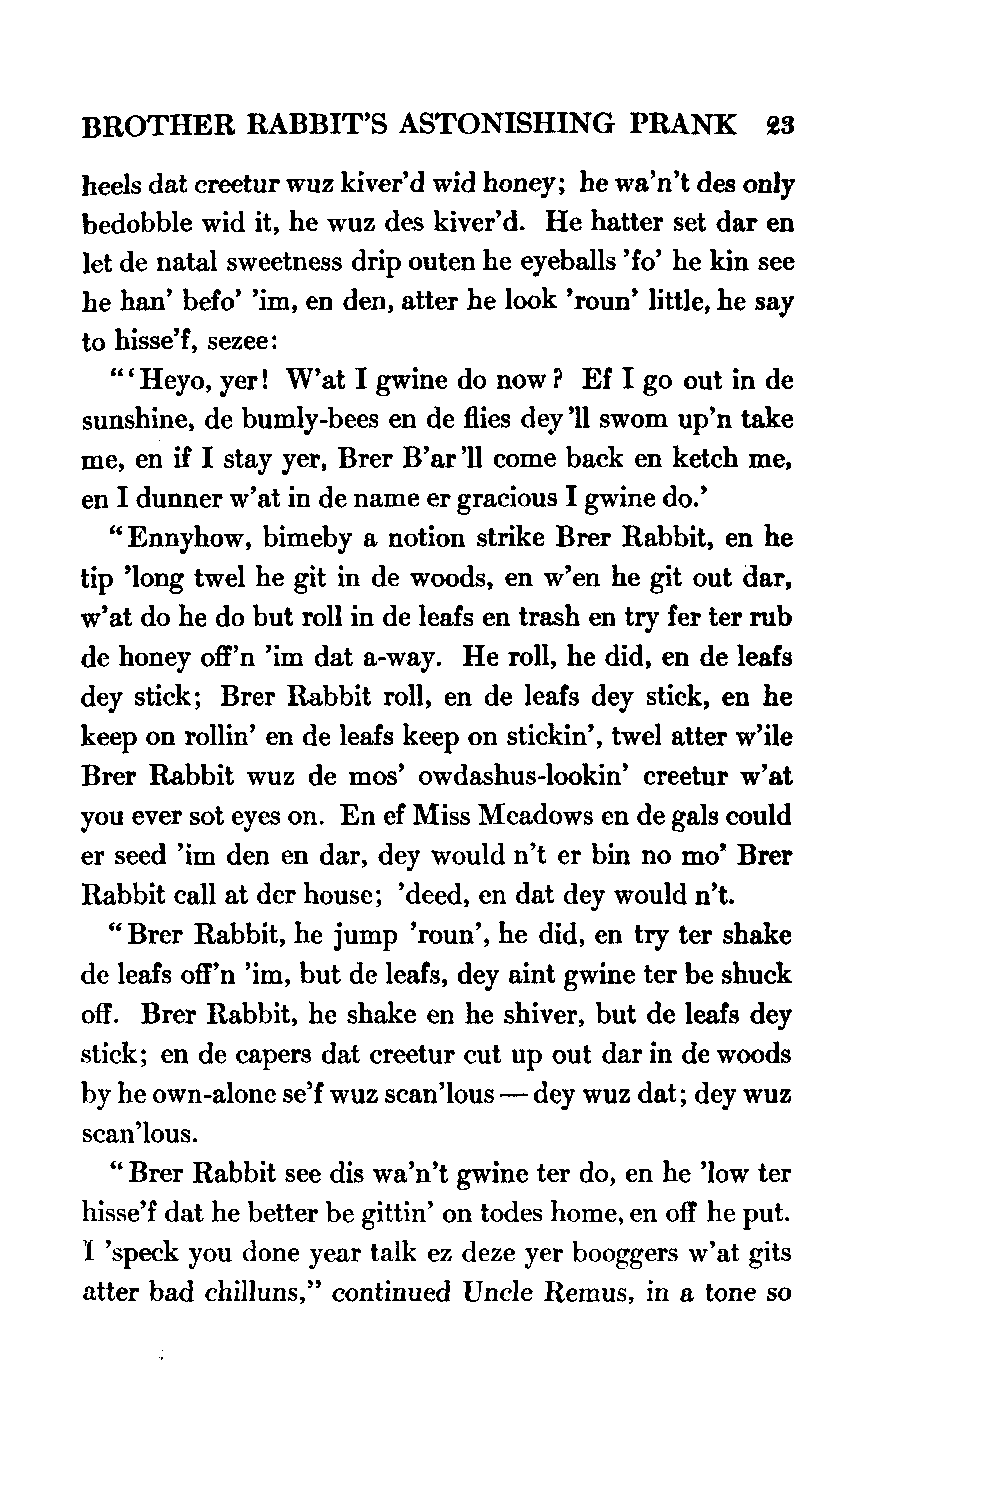 BROTHER RABBIT'S ASTONISHING PRANK 23
heels dat creetur wuz kiver'd wid honey; he wa'n't des only
bedobble wid it, he wuz des kiver'd. He hatter set dar en
let de natal sweetness drip outen he eyeballs 'fo' he kin see
he han' befo' 'im, en den, atter he look 'roun' little, he say
to hisse'f, sezee:
"'Heyo, yer! W'at I gwine do now? Ef I go out in de
sunshine, de bumly-bees en de flies dey 'll swom up'n take
me, en if I stay yer, Brer B'ar 'll come back en ketch me,
en I dunner w'at in de name er gracious I gwine do.'
"Ennyhow, bimeby a notion strike Brer Rabbit, en he
tip 'long twel he git in de woods, en w'en he git out dar,
w'at do he do but roll in de leafs en trash en try fer ter rub
de honey off'n 'im dat a-way. He roll, he did, en de leafs
dey stick; Brer Rabbit roll, en de leafs dey stick, en he
keep on rollin' en de leafs keep on stickin', twel atter w'ile
Brer Rabbit wuz de mos' owdashus-lookin' creetur w'at
you ever sot eyes on. En ef Miss Meadows en de gals could
er seed 'im den en dar, dey would n't er bin no mo' Brer
Rabbit call at der house; 'deed, en dat dey would n't.
"Brer Rabbit, he jump 'roun', he did, en try ter shake
de leafs off'n 'im, but de leafs, dey aint gwine ter be shuck
off. Brer Rabbit, he shake en he shiver, but de leafs dey
stick; en de capers dat creetur cut up out dar in de woods
by he own-alone se'f wuz scan'lous — dey wuz dat; dey wuz
scan'lous.
"Brer Rabbit see dis wa'n't gwine ter do, en he 'low ter
hisse'f dat he better be gittin' on todes home, en off he put.
I 'speck you done year talk ez deze yer booggers w'at gits
atter bad chilluns," continued Uncle Remus, in a tone so